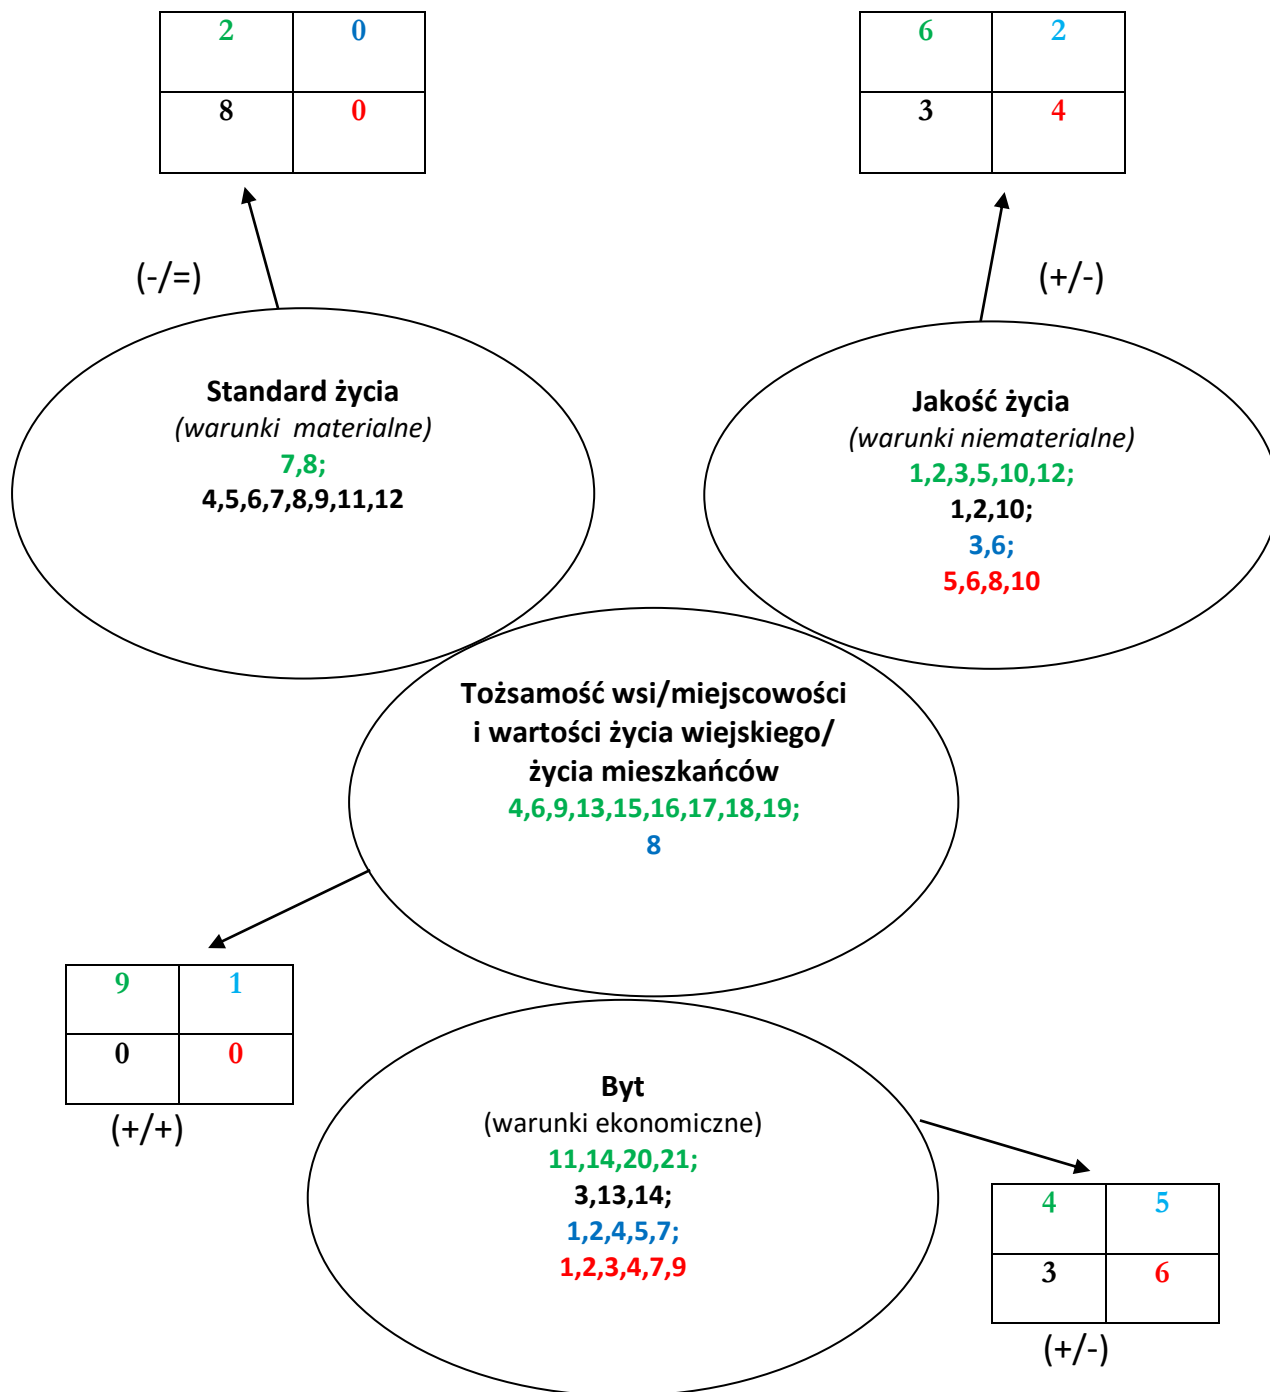 2 0
8 0
6 2
3 4
(-/=)
(+/-)
Standard życia
(warunki materialne)
7,8;
4,5,6,7,8,9,11,12
Jakość życia
(warunki niematerialne)
1,2,3,5,10,12;
1,2,10;
3,6;
5,6,8,10
Tożsamość wsi/miejscowości
i wartości życia wiejskiego/
życia mieszkańców
4,6,9,13,15,16,17,18,19;
8
9 1
0 0
(+/+)
Byt
(warunki ekonomiczne)
11,14,20,21;
3,13,14;
1,2,4,5,7;
1,2,3,4,7,9
4 5
3 6
(+/-)